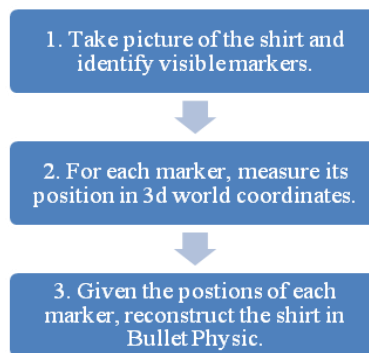 1. Take picture of the shirt and
identify visible markers.
2. For each marker, measure its
position in 3d world coordinates.
3. Given the postions of each
marker, reconstruct the shirt in
Bullet Physic.